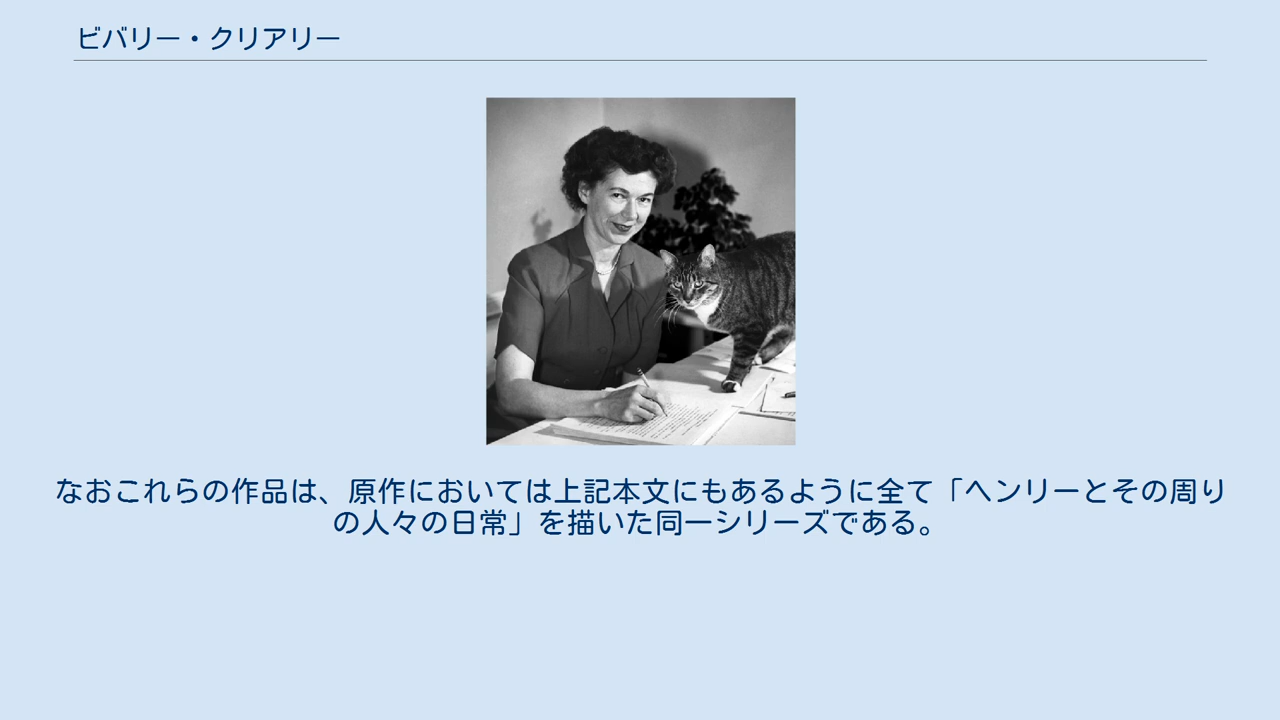 ビバリー・クリアリー
なおこれらの作品は、原作においては上記本文にもあるように全て「ヘンリーとその周り
の人々の日常」を描いた同一シリーズである。